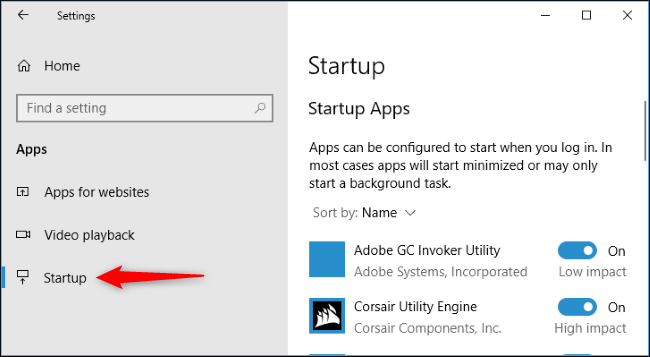 Settings
Home
Find a setting
Apps
Apps for websites
Video playback
Startup
Startup
Startup Apps
Apps can be configured to start when you log in. In
most cases apps will start minimized or may only
start a background task.
Sort by: Name
Adobe GC Invoker Utility On
Adobe Systems, Incorporated Low impact
Corsair Utility Engine On
Corsair Components, Inc. High impact